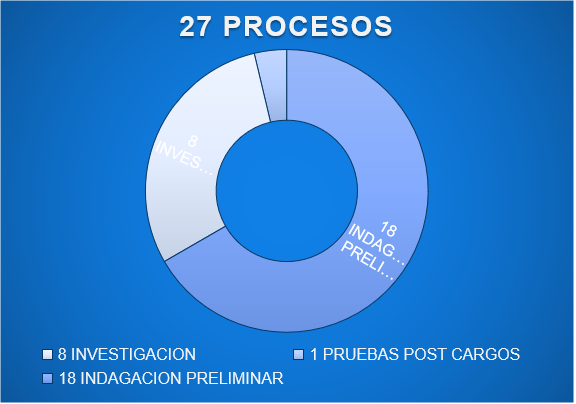 27 PROCESOS
8
INVES...
18
INDAG...
PRELI...
8 INVESTIGACION
1 PRUEBAS POST CARGOS
18 INDAGACION PRELIMINAR